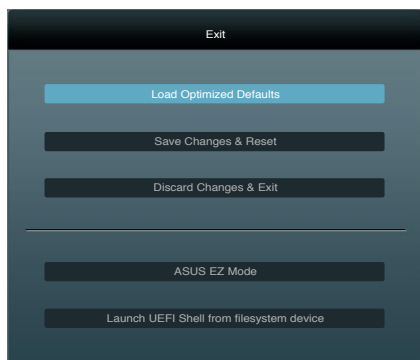 Exit
Load Optimized Defaults
Save Changes & Reset
Discard Changes & Exit
ASUS EZ Mode
Launch UEFI Shell from filesystem device